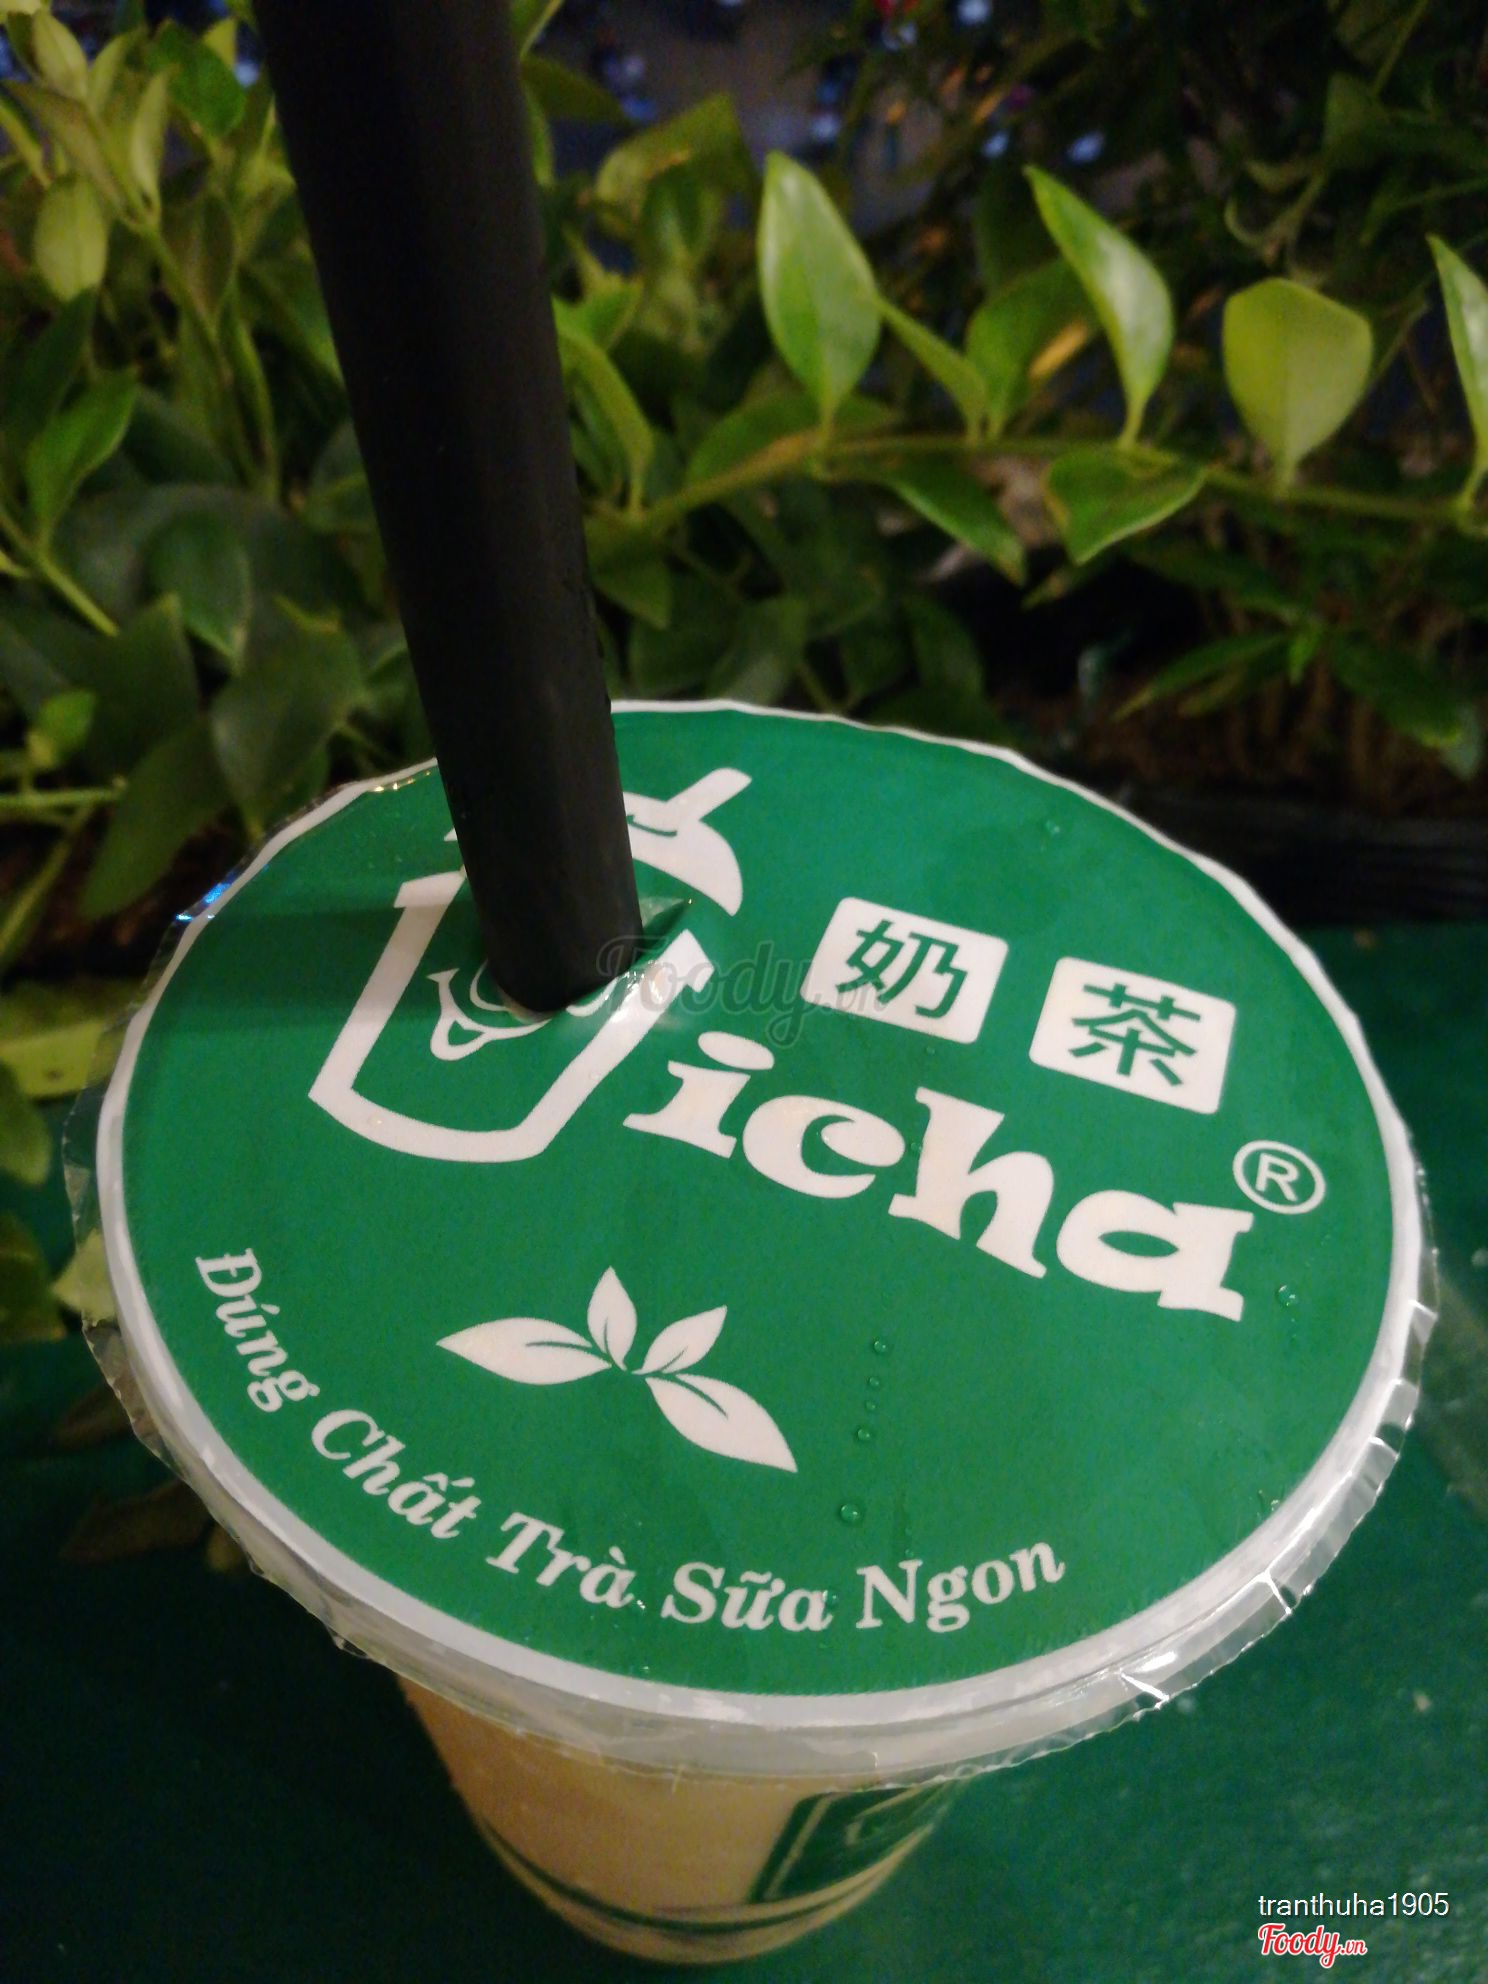 奶茶
icha®
Đúng Chất Trà Sữa Ngon
Foody.vn
tranthuha1905
Foody.vn